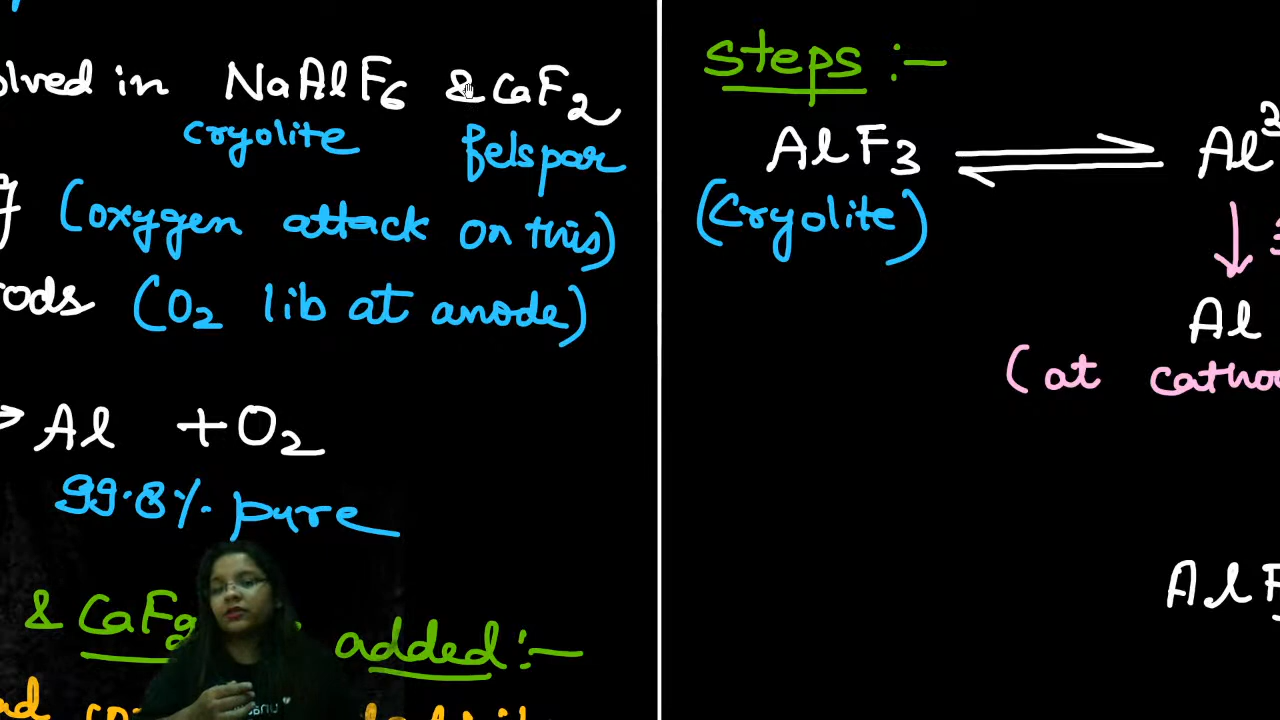 olved in NaAlF6 & CaF2
cryolite felspar
(oxygen attack on this)
rods (O2 lib at anode)
Al + O2
99.8% pure
& CaF2 added :-
Steps :-
AlF3 ⇌ Al3
(Cryolite)
Al
(at cathod
AlF